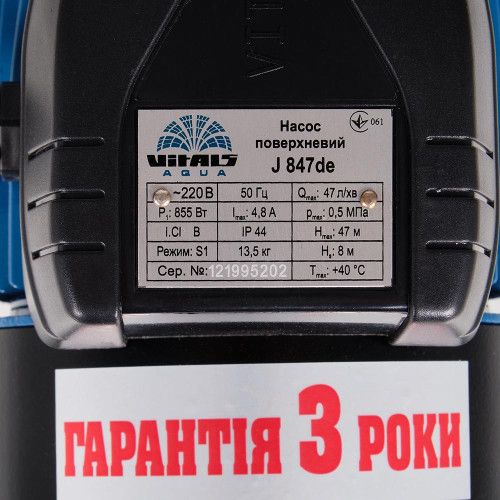 VIT
Vitals
AQUA
Насос
поверхневий
J 847de
061
~220 В 50 Гц Qmax: 47 л/хв
P1: 855 Вт Imax: 4,8 А pmax: 0,5 МПа
I.Cl B IP 44 Hmax: 47 м
Режим: S1 13,5 кг Hs: 8 м
Сер. №: 121995202 Tmax: +40 °C
ГАРАНТІЯ 3 РОКИ